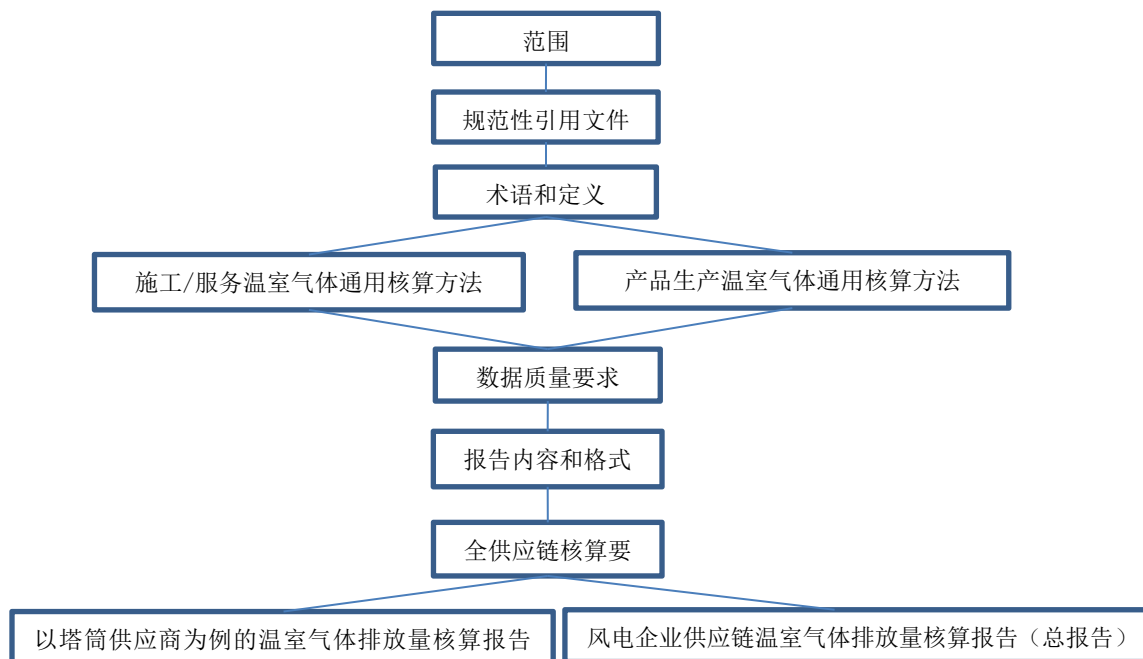 范围
规范性引用文件
术语和定义
施工/服务温室气体通用核算方法
产品生产温室气体通用核算方法
数据质量要求
报告内容和格式
全供应链核算要
以塔筒供应商为例的温室气体排放量核算报告
风电企业供应链温室气体排放量核算报告（总报告）